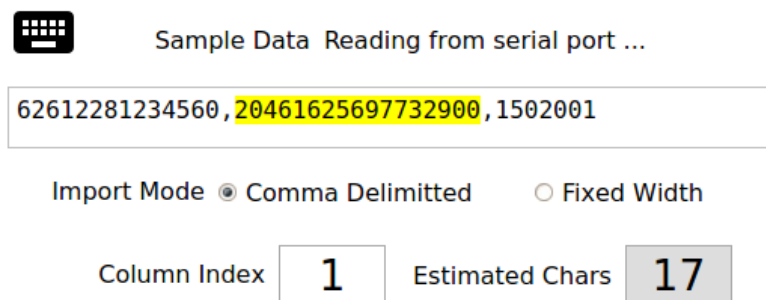 Sample Data Reading from serial port ...
62612281234560,20461625697732900,1502001
Import Mode Comma Delimitted Fixed Width
Column Index 1 Estimated Chars 17